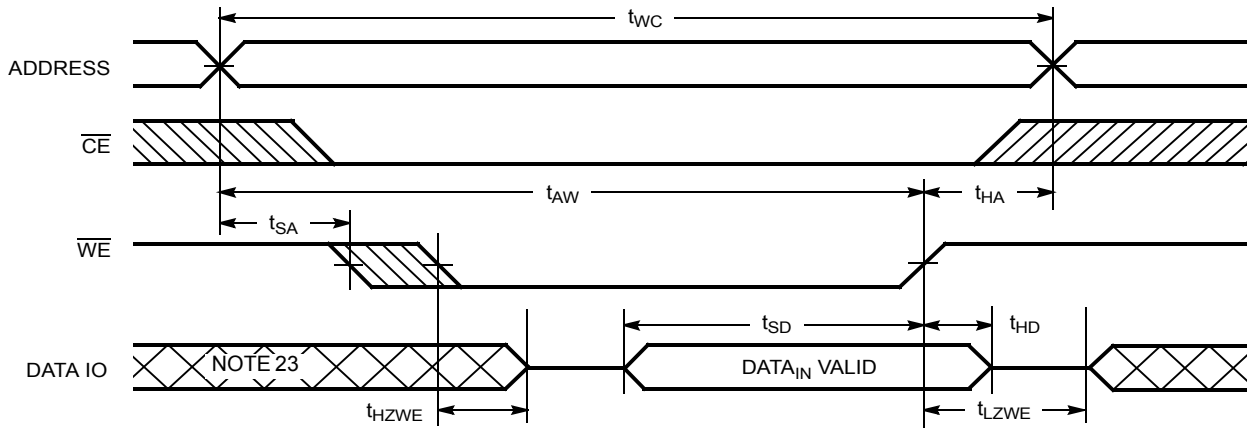 tWC
ADDRESS
CE
tAW
tHA
tSA
WE
tSD
tHD
DATA IO
NOTE 23
DATAIN VALID
tHZWE
tLZWE